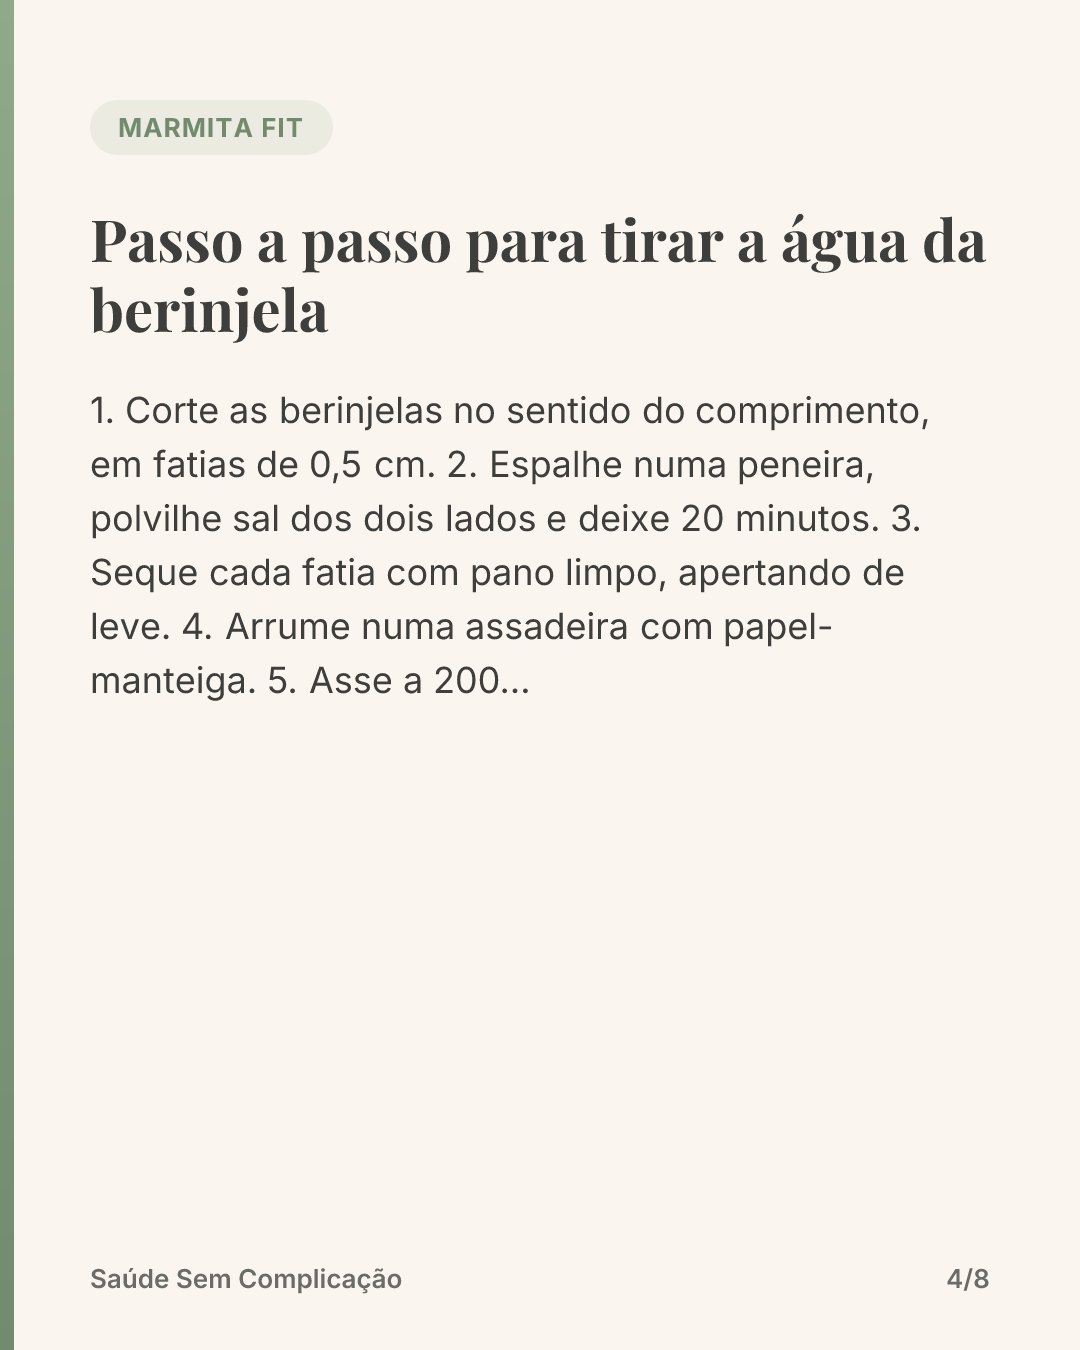 MARMITA FIT
Passo a passo para tirar a água da
berinjela
1. Corte as berinjelas no sentido do comprimento,
em fatias de 0,5 cm. 2. Espalhe numa peneira,
polvilhe sal dos dois lados e deixe 20 minutos. 3.
Seque cada fatia com pano limpo, apertando de
leve. 4. Arrume numa assadeira com papel-
manteiga. 5. Asse a 200...
Saúde Sem Complicação
4/8